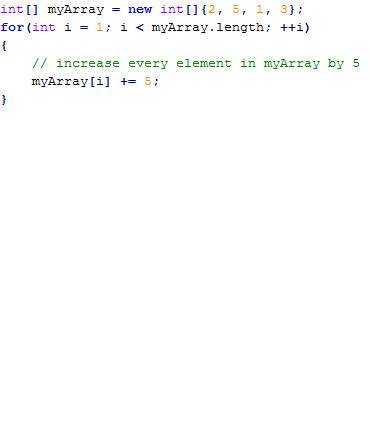 int[] myArray = new int[]{2, 5, 1, 3};
for(int i = 1; i < myArray.length; ++i)
{
    // increase every element in myArray by 5
    myArray[i] += 5;
}